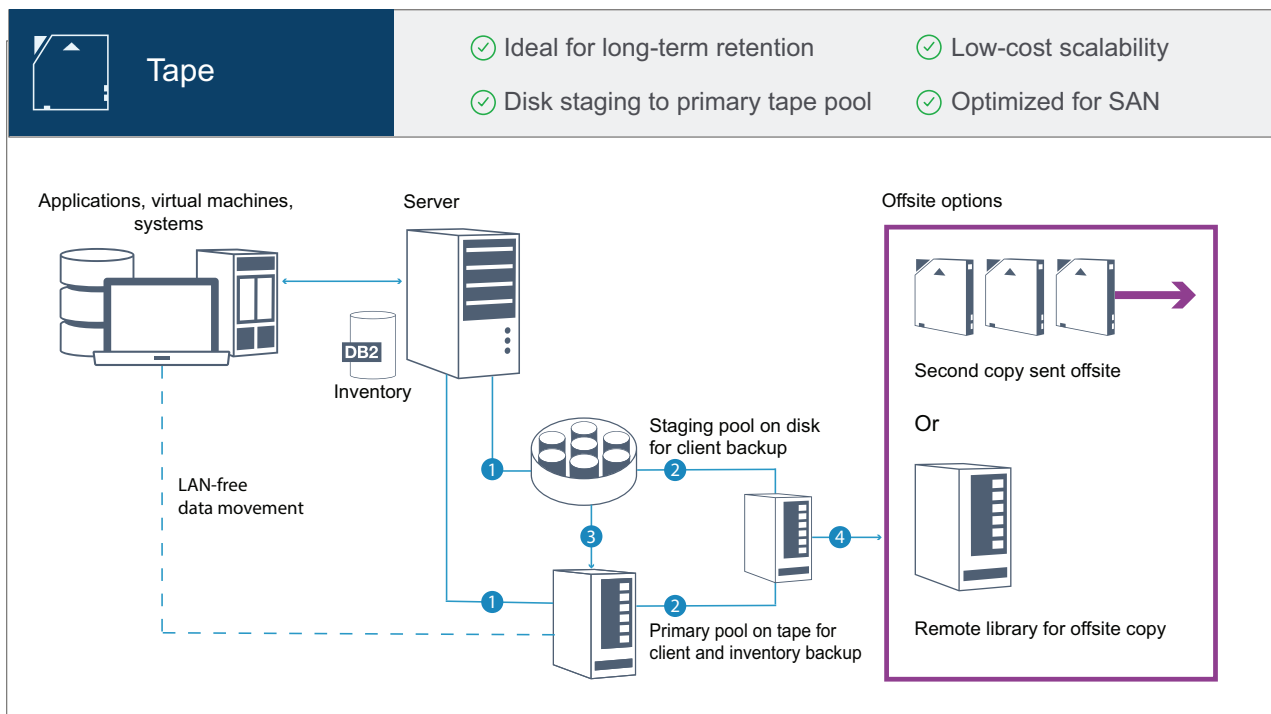 Tape
Ideal for long-term retention
Low-cost scalability
Disk staging to primary tape pool
Optimized for SAN
Applications, virtual machines,
systems
Server
Offsite options
DB2
Inventory
Second copy sent offsite
Or
Staging pool on disk
for client backup
1
2
LAN-free
data movement
3
4
1
2
Primary pool on tape for
client and inventory backup
Remote library for offsite copy